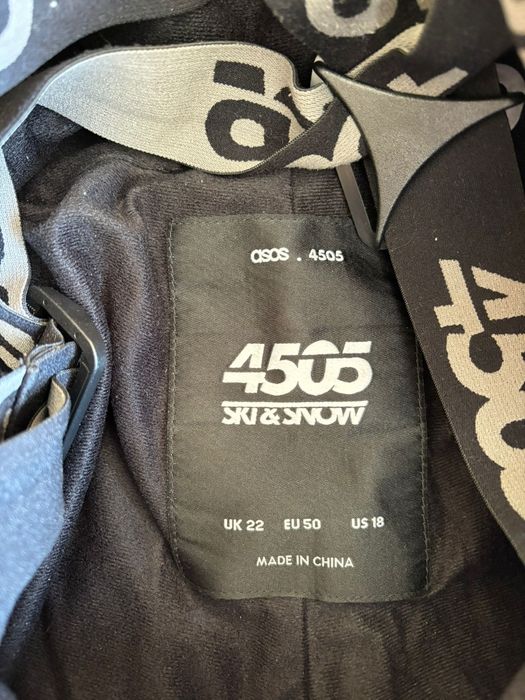 asos . 4505
4505
SKI & SNOW
UK 22 EU 50 US 18
MADE IN CHINA